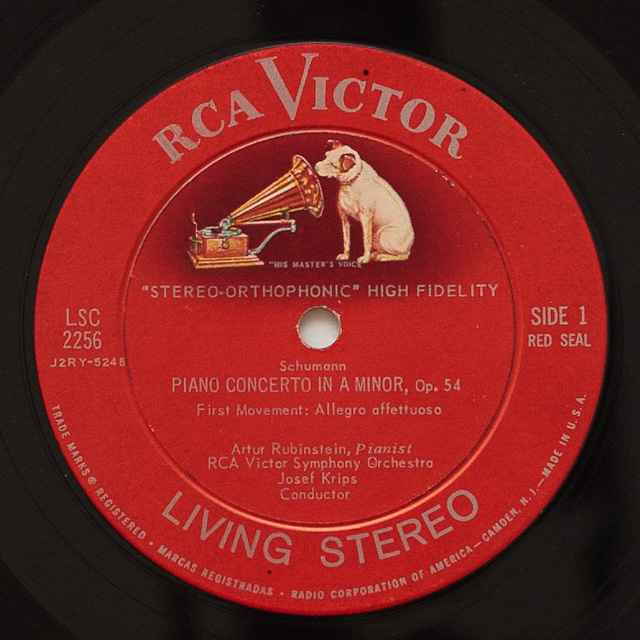 RCA VICTOR
"HIS MASTER'S VOICE"
"STEREO-ORTHOPHONIC" HIGH FIDELITY
LSC
2256
J2RY-5248
SIDE 1
RED SEAL
Schumann
PIANO CONCERTO IN A MINOR, Op. 54
First Movement: Allegro affettuoso
Artur Rubinstein, Pianist
RCA Victor Symphony Orchestra
Josef Krips
Conductor
LIVING STEREO
TRADE MARKS ® REGISTERED • MARCAS REGISTRADAS • RADIO CORPORATION OF AMERICA—CAMDEN, N. J.—MADE IN U.S.A.